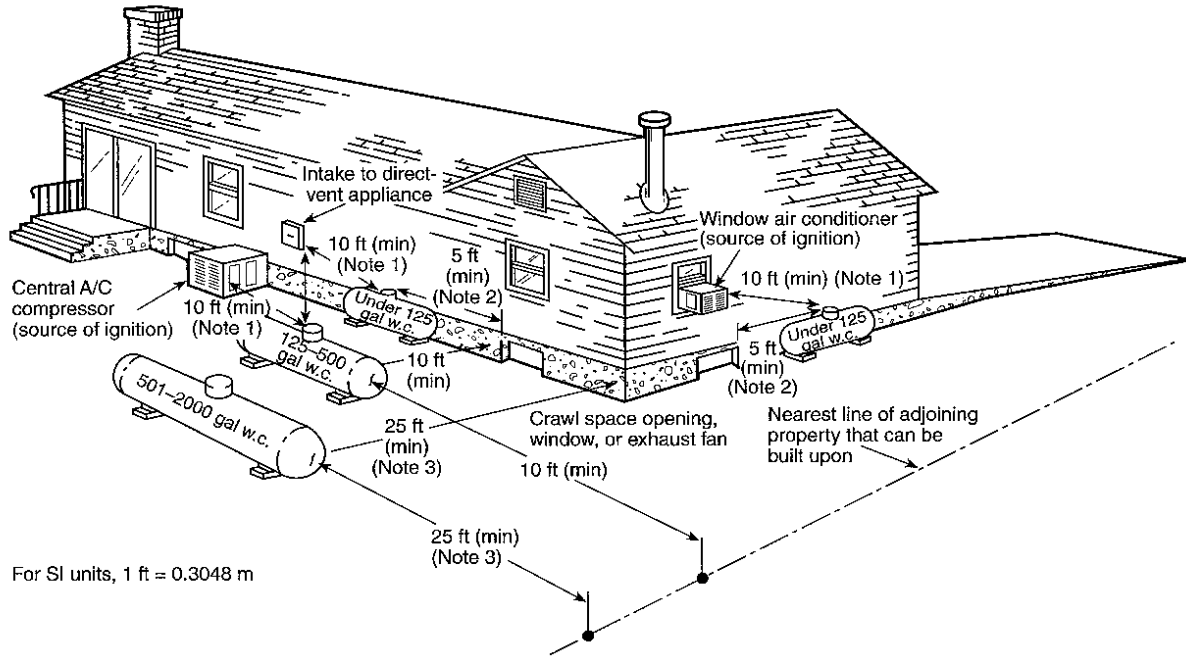 Intake to direct-
vent appliance
10 ft (min)
(Note 1)
5 ft
(min)
(Note 2)
Window air conditioner
(source of ignition)
10 ft (min) (Note 1)
Central A/C
compressor
(source of ignition)
10 ft (min)
(Note 1)
Under 125
gal w.c.
Under 125
gal w.c.
125–500
gal w.c.
10 ft
(min)
5 ft
(min)
(Note 2)
501–2000 gal w.c.
25 ft
(min)
(Note 3)
Crawl space opening,
window, or exhaust fan
Nearest line of adjoining
property that can be
built upon
10 ft (min)
25 ft (min)
(Note 3)
For SI units, 1 ft = 0.3048 m